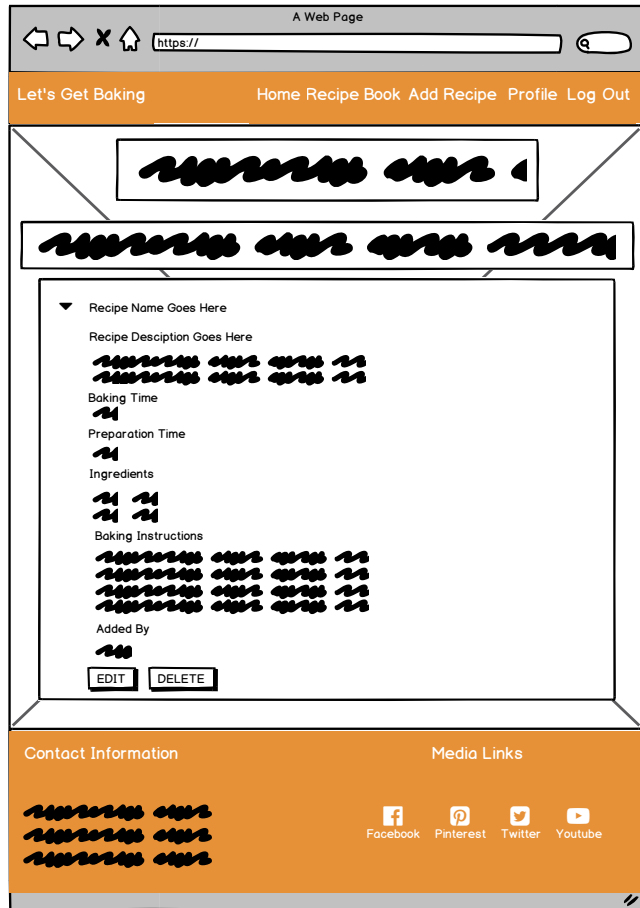 A Web Page
https://
Let's Get Baking
Home Recipe Book Add Recipe Profile Log Out
Recipe Name Goes Here
Recipe Desciption Goes Here
Baking Time
Preparation Time
Ingredients
Baking Instructions
Added By
EDIT DELETE
Contact Information
Media Links
Facebook Pinterest Twitter Youtube